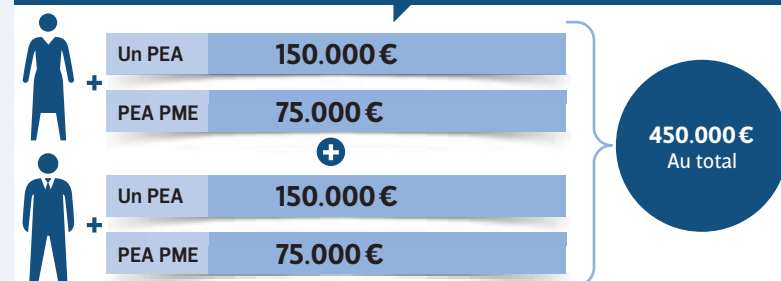 + Un PEA 150.000 €
PEA PME 75.000 €
+
+ Un PEA 150.000 €
PEA PME 75.000 €
450.000 €
Au total